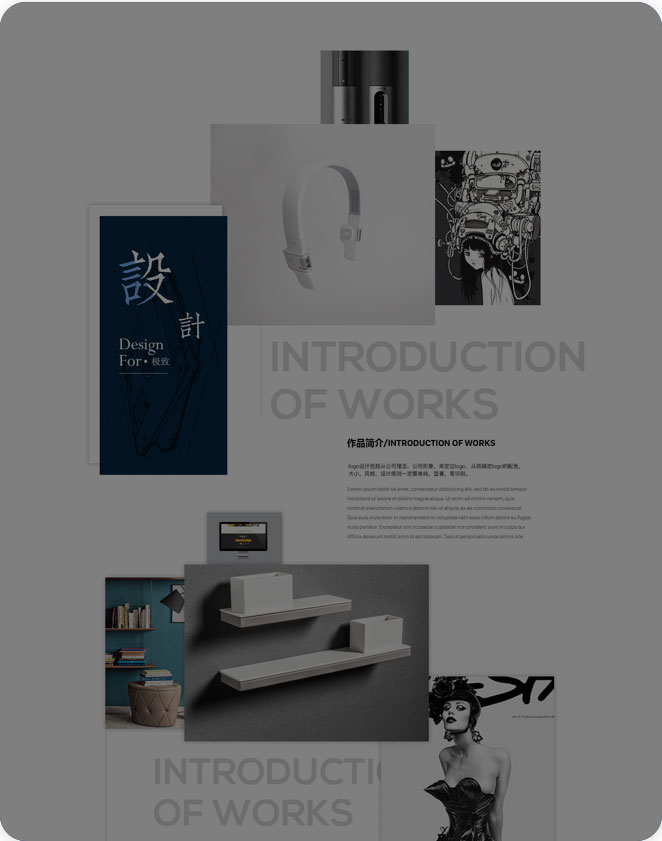 設
計
Design
For• 极致
INTRODUCTION
OF WORKS
作品简介/INTRODUCTION OF WORKS
logo设计包括从公司理念，公司形象，来定位logo，从而确定logo的配色，
大小，风格，设计原则一定要单纯，显著，易识别。
Lorem ipsum dolor sit amet, consectetur adipisicing elit, sed do eiusmod tempor
incididunt ut labore et dolore magna aliqua. Ut enim ad minim veniam, quis
nostrud exercitation ullamco laboris nisi ut aliquip ex ea commodo consequat.
Duis aute irure dolor in reprehenderit in voluptate velit esse cillum dolore eu fugiat
nulla pariatur. Excepteur sint occaecat cupidatat non proident, sunt in culpa qui
officia deserunt mollit anim id est laborum. Sed ut perspiciatis unde omnis iste
INTRODUCTI
OF WORKS